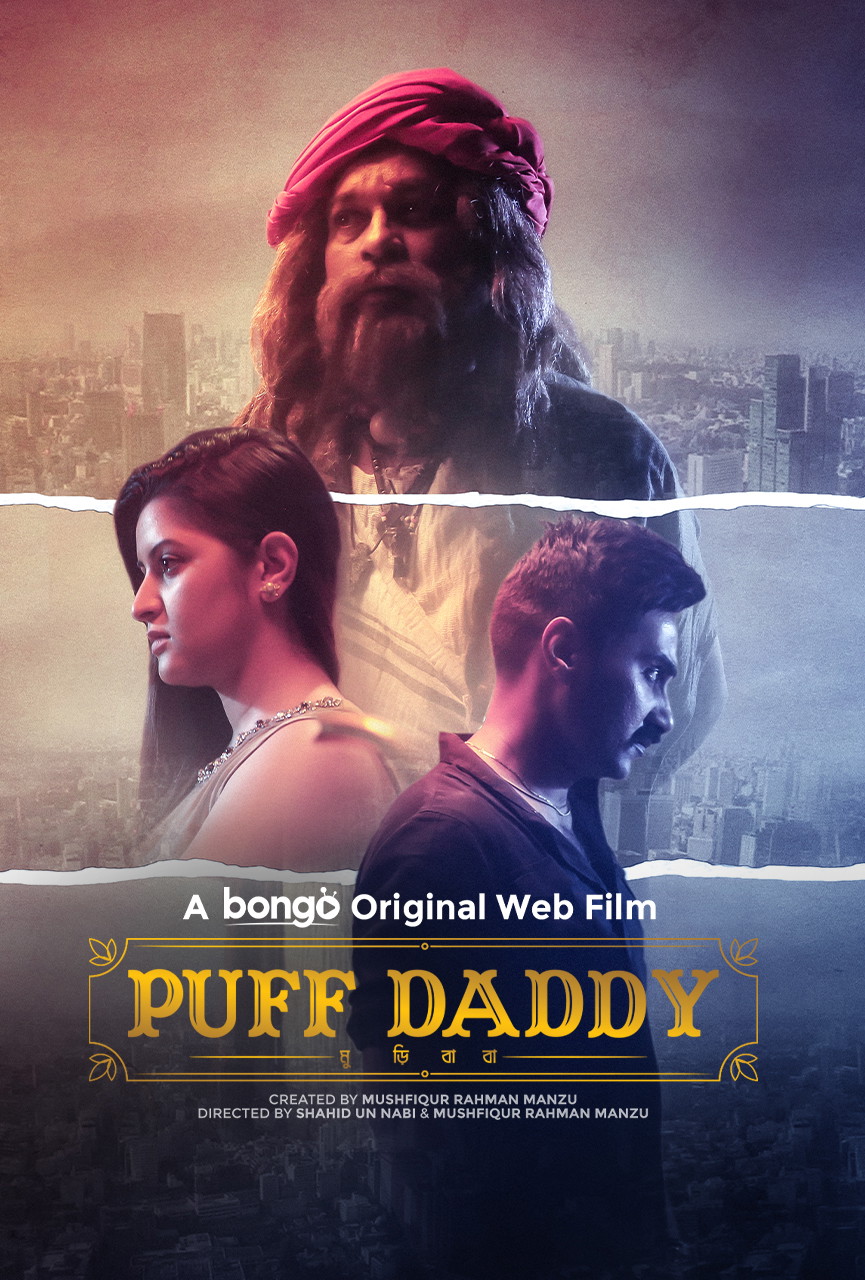 A bongo Original Web Film
PUFF DADDY
মু ড়ি বা বা
CREATED BY MUSHFIQUR RAHMAN MANZU
DIRECTED BY SHAHID UN NABI & MUSHFIQUR RAHMAN MANZU